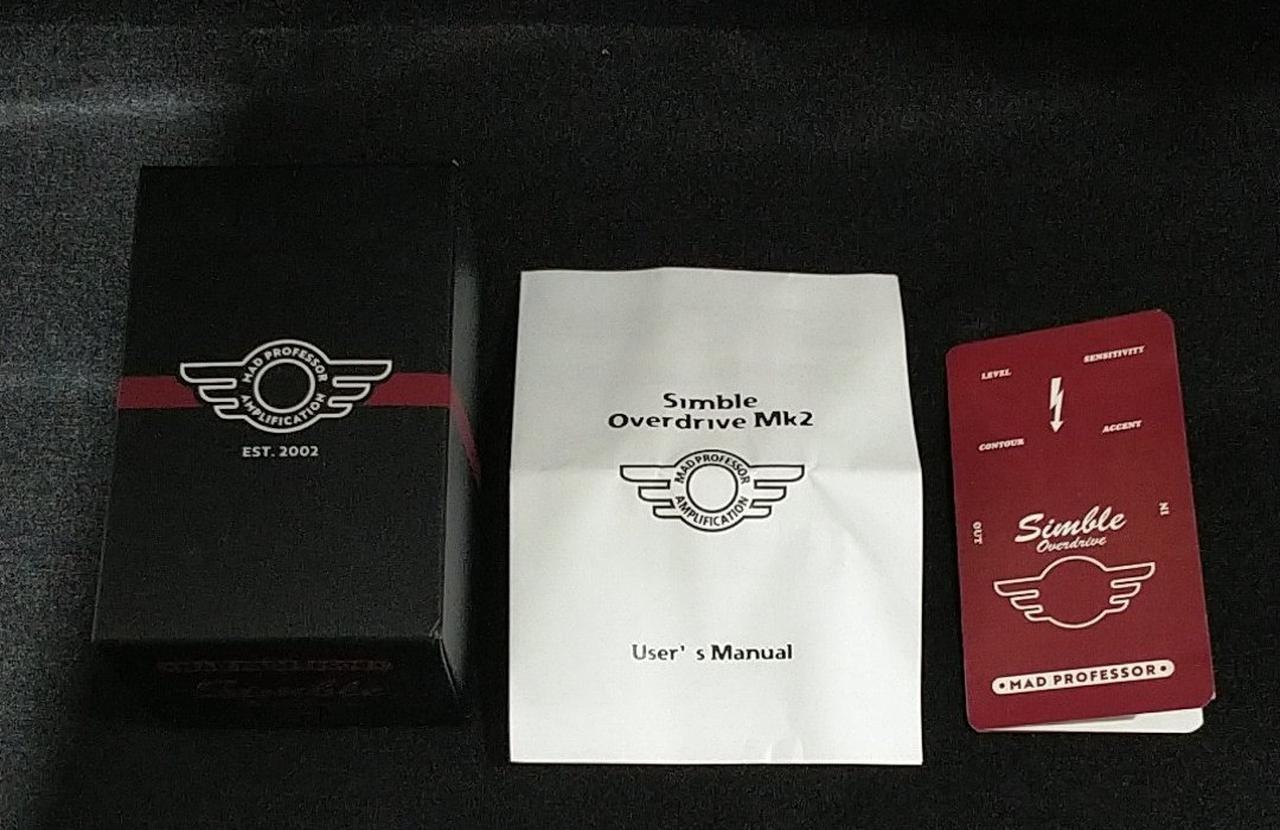 MAD PROFESSOR
AMPLIFICATION
EST. 2002
Simble
Simble
Overdrive Mk2
MAD PROFESSOR
AMPLIFICATION
User's Manual
LEVEL
SENSITIVITY
CONTOUR
ACCENT
OUT
IN
Simble
Overdrive
MAD PROFESSOR